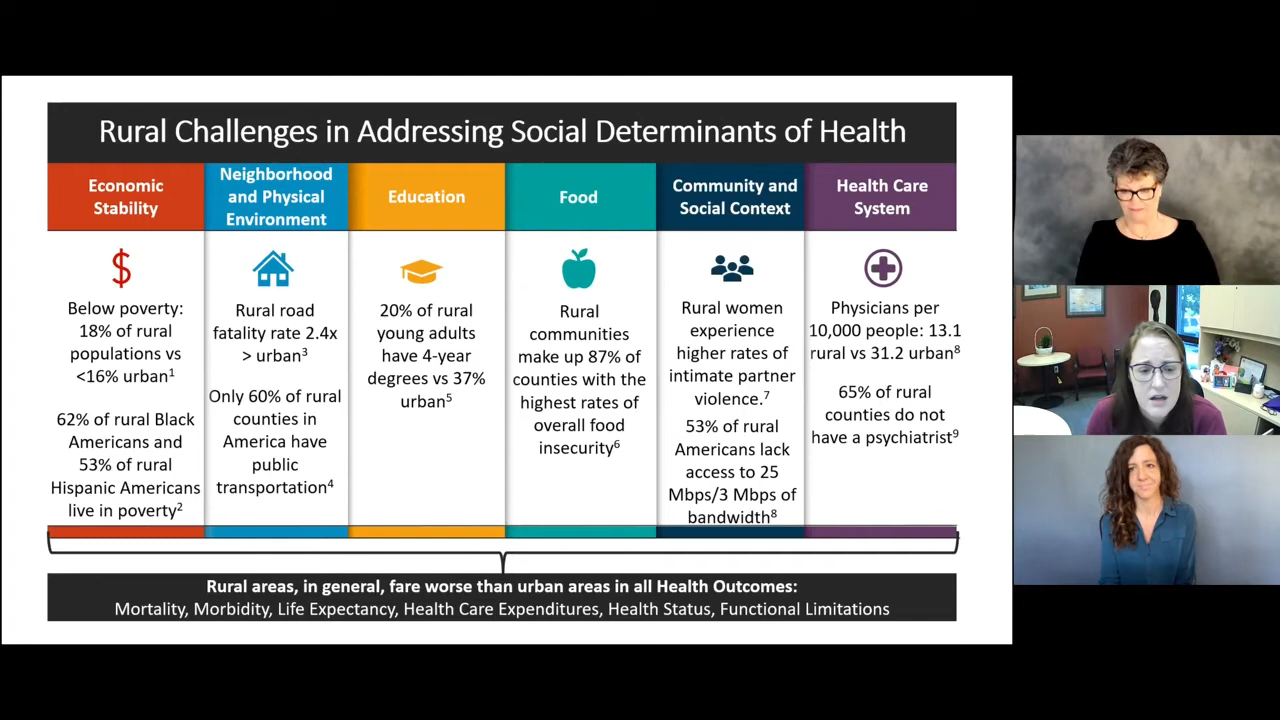 Rural Challenges in Addressing Social Determinants of Health
Economic
Stability
Neighborhood
and Physical
Environment
Education
Food
Community and
Social Context
Health Care
System
$
Below poverty:
18% of rural
populations vs
<16% urban1
62% of rural Black
Americans and
53% of rural
Hispanic Americans
live in poverty2
Rural road
fatality rate 2.4x
> urban3
Only 60% of rural
counties in
America have
public
transportation4
20% of rural
young adults
have 4-year
degrees vs 37%
urban5
Rural
communities
make up 87% of
counties with the
highest rates of
overall food
insecurity6
Rural women
experience
higher rates of
intimate partner
violence.7
53% of rural
Americans lack
access to 25
Mbps/3 Mbps of
bandwidth8
Physicians per
10,000 people: 13.1
rural vs 31.2 urban8
65% of rural
counties do not
have a psychiatrist9
Rural areas, in general, fare worse than urban areas in all Health Outcomes:
Mortality, Morbidity, Life Expectancy, Health Care Expenditures, Health Status, Functional Limitations